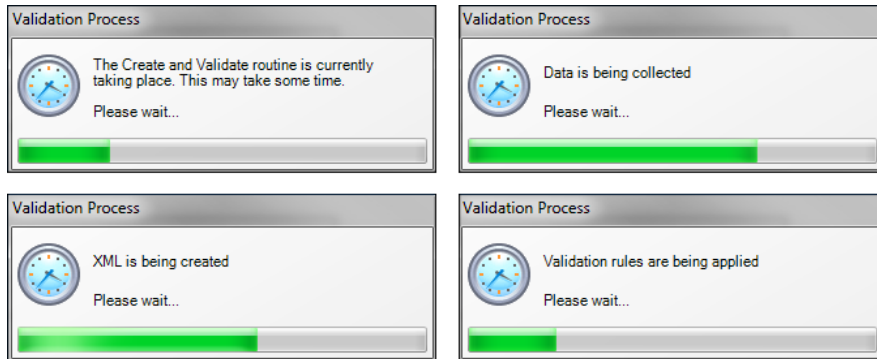 Validation Process
The Create and Validate routine is currently
taking place. This may take some time.
Please wait...
Validation Process
Data is being collected
Please wait...
Validation Process
XML is being created
Please wait...
Validation Process
Validation rules are being applied
Please wait...